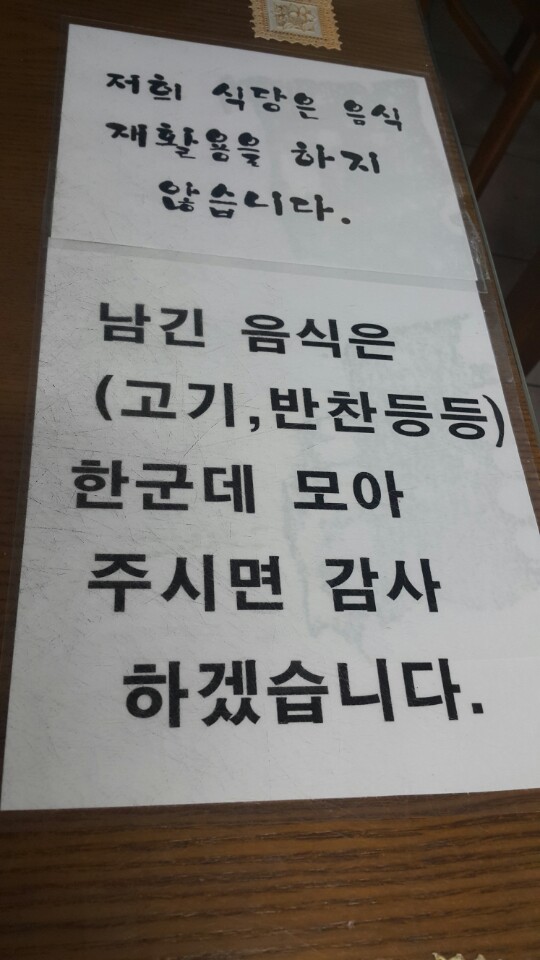 저희 식당은 음식
재활용을 하지
않습니다.
남긴 음식은
(고기,반찬등등)
한군데 모아
주시면 감사
하겠습니다.